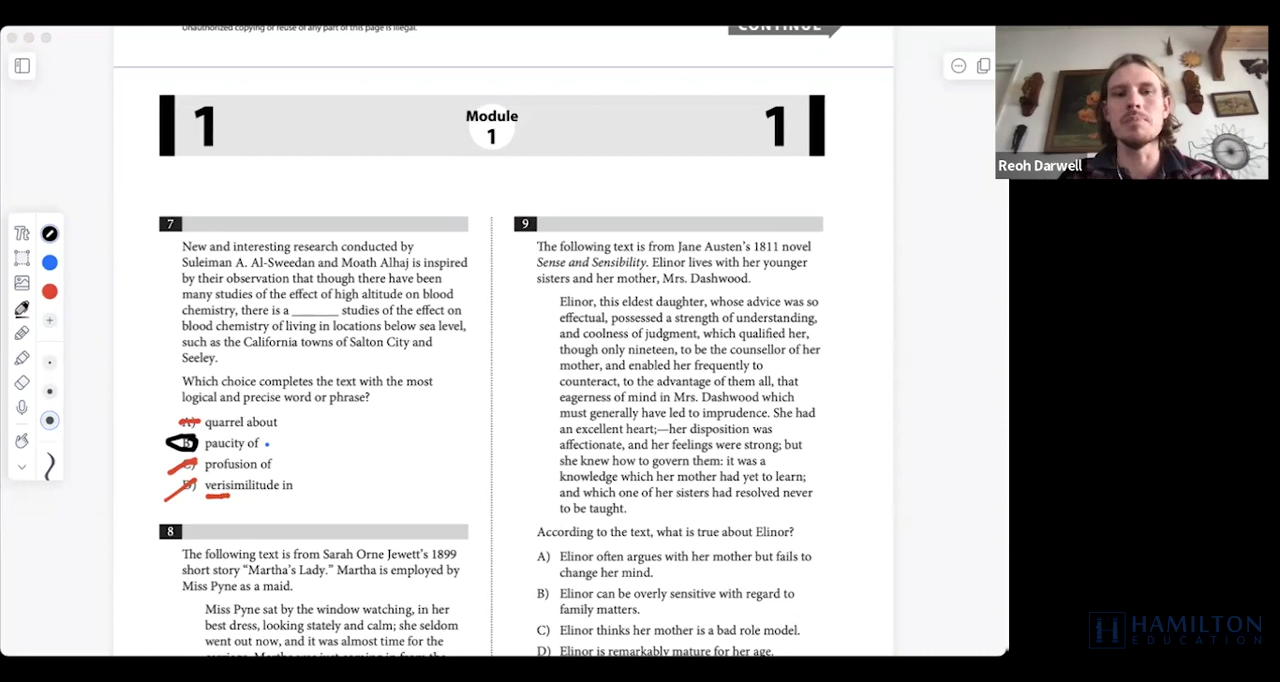 Unauthorized copying or reuse of any part of this page is illegal.
CONTINUE
1
Module
1
1
7
New and interesting research conducted by
Suleiman A. Al-Sweedan and Moath Alhaj is inspired
by their observation that though there have been
many studies of the effect of high altitude on blood
chemistry, there is a ________ studies of the effect on
blood chemistry of living in locations below sea level,
such as the California towns of Salton City and
Seeley.
Which choice completes the text with the most
logical and precise word or phrase?
A) quarrel about
B) paucity of
C) profusion of
D) verisimilitude in
8
The following text is from Sarah Orne Jewett's 1899
short story "Martha's Lady." Martha is employed by
Miss Pyne as a maid.
Miss Pyne sat by the window watching, in her
best dress, looking stately and calm; she seldom
went out now, and it was almost time for the
9
The following text is from Jane Austen's 1811 novel
Sense and Sensibility. Elinor lives with her younger
sisters and her mother, Mrs. Dashwood.
Elinor, this eldest daughter, whose advice was so
effectual, possessed a strength of understanding,
and coolness of judgment, which qualified her,
though only nineteen, to be the counsellor of her
mother, and enabled her frequently to
counteract, to the advantage of them all, that
eagerness of mind in Mrs. Dashwood which
must generally have led to imprudence. She had
an excellent heart;—her disposition was
affectionate, and her feelings were strong; but
she knew how to govern them: it was a
knowledge which her mother had yet to learn;
and which one of her sisters had resolved never
to be taught.
According to the text, what is true about Elinor?
A) Elinor often argues with her mother but fails to
change her mind.
B) Elinor can be overly sensitive with regard to
family matters.
C) Elinor thinks her mother is a bad role model.
D) Elinor is remarkably mature for her age.
Tt
Reoh Darwell
HAMILTON
EDUCATION